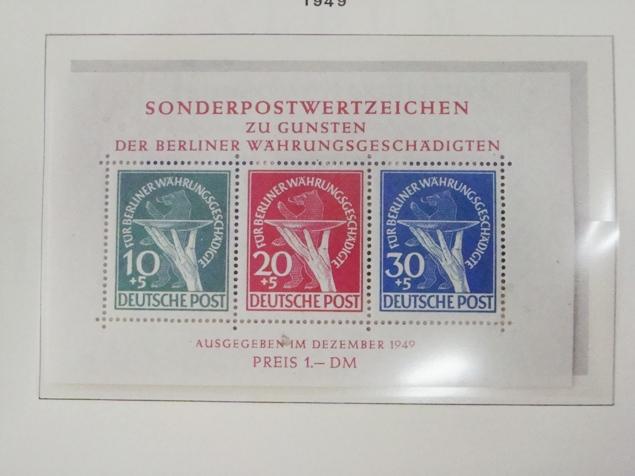 1949
SONDERPOSTWERTZEICHEN
ZU GUNSTEN
DER BERLINER WÄHRUNGSGESCHÄDIGTEN
FÜR BERLINER WÄHRUNGSGESCHÄDIGTE
10
+5
DEUTSCHE POST
FÜR BERLINER WÄHRUNGSGESCHÄDIGTE
20
+5
DEUTSCHE POST
FÜR BERLINER WÄHRUNGSGESCHÄDIGTE
30
+5
DEUTSCHE POST
AUSGEGEBEN IM DEZEMBER 1949
PREIS 1.— DM